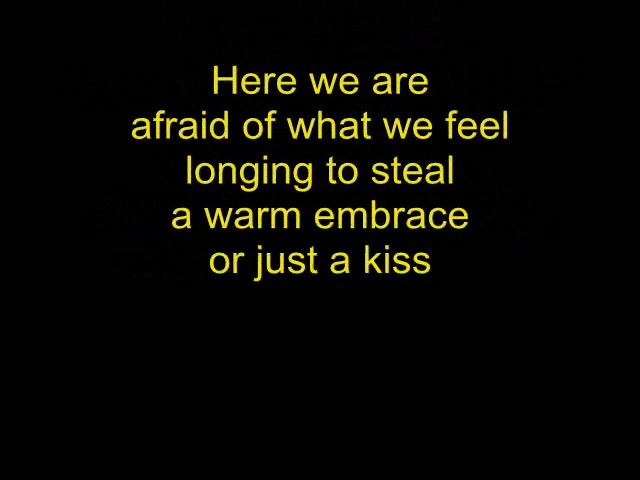 Here we are
afraid of what we feel
longing to steal
a warm embrace
or just a kiss